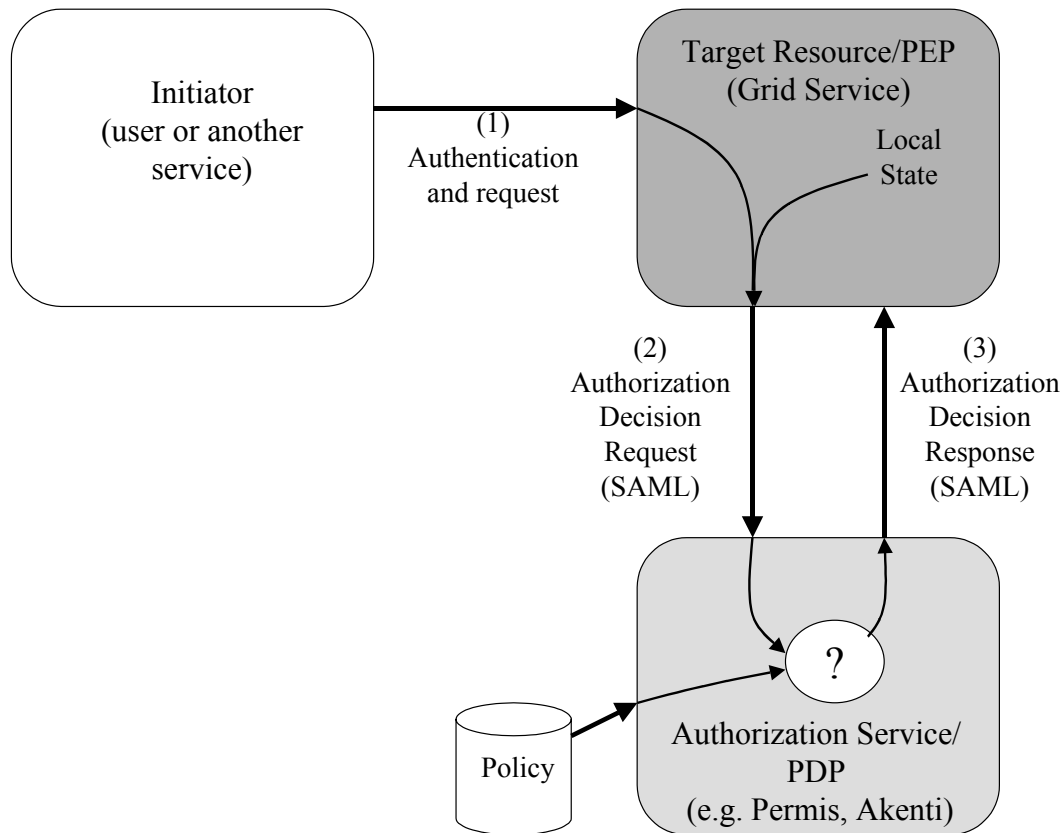 Initiator
(user or another
service)
(1)
Authentication
and request
Target Resource/PEP
(Grid Service)
Local
State
(2)
Authorization
Decision
Request
(SAML)
(3)
Authorization
Decision
Response
(SAML)
?
Policy
Authorization Service/
PDP
(e.g. Permis, Akenti)